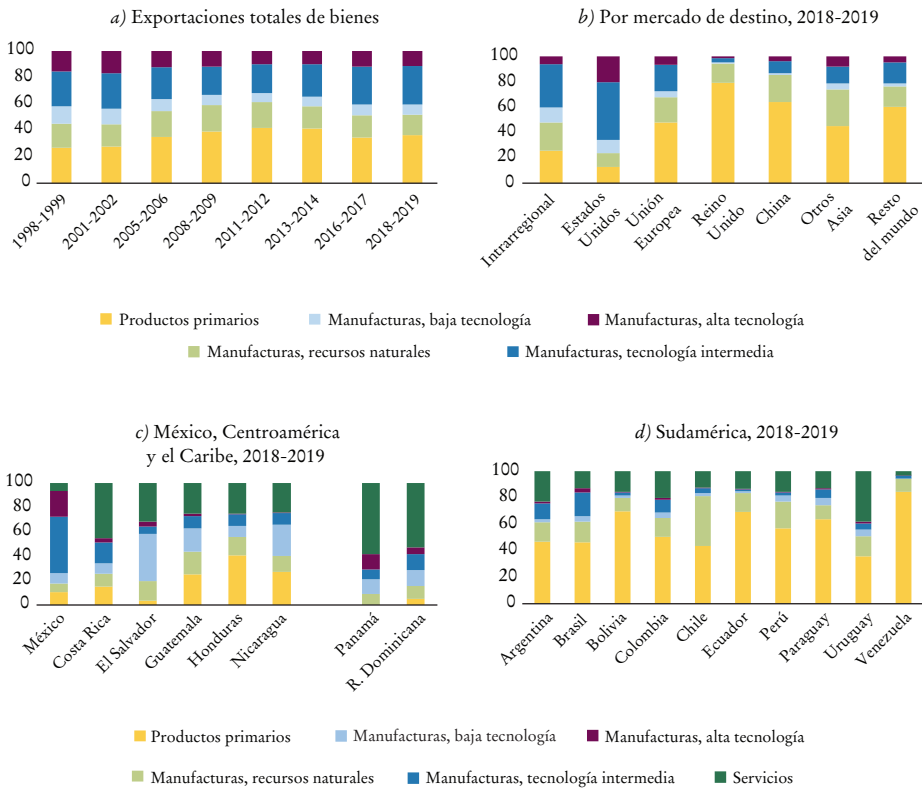 a) Exportaciones totales de bienes
100
80
60
40
20
0
1998-1999
2001-2002
2005-2006
2008-2009
2011-2012
2013-2014
2016-2017
2018-2019
b) Por mercado de destino, 2018-2019
100
80
60
40
20
0
Intrarregional
Estados
Unidos
Unión
Europea
Reino
Unido
China
Otros
Asia
Resto
del mundo
Productos primarios
Manufacturas, baja tecnología
Manufacturas, alta tecnología
Manufacturas, recursos naturales
Manufacturas, tecnología intermedia
c) México, Centroamérica
y el Caribe, 2018-2019
100
80
60
40
20
0
México
Costa Rica
El Salvador
Guatemala
Honduras
Nicaragua
Panamá
R. Dominicana
d) Sudamérica, 2018-2019
100
80
60
40
20
0
Argentina
Brasil
Bolivia
Colombia
Chile
Ecuador
Perú
Paraguay
Uruguay
Venezuela
Productos primarios
Manufacturas, baja tecnología
Manufacturas, alta tecnología
Manufacturas, recursos naturales
Manufacturas, tecnología intermedia
Servicios